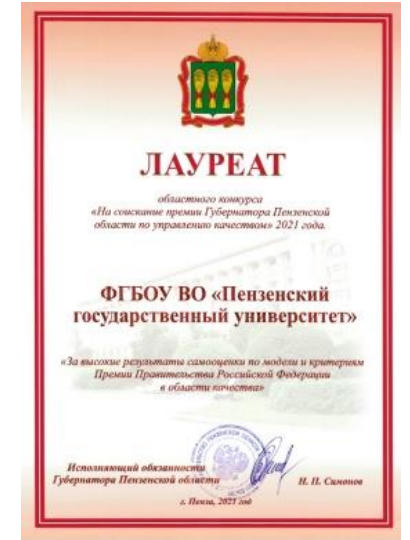 ЛАУРЕАТ
областного конкурса
«На соискание премии Губернатора Пензенской
области по управлению качеством» 2021 года.
ФГБОУ ВО «Пензенский
государственный университет»
«За высокие результаты самооценки по модели и критериям
Премии Правительства Российской Федерации
в области качества»
Исполняющий обязанности
Губернатора Пензенской области
Н. П. Симонов
г. Пенза, 2021 год